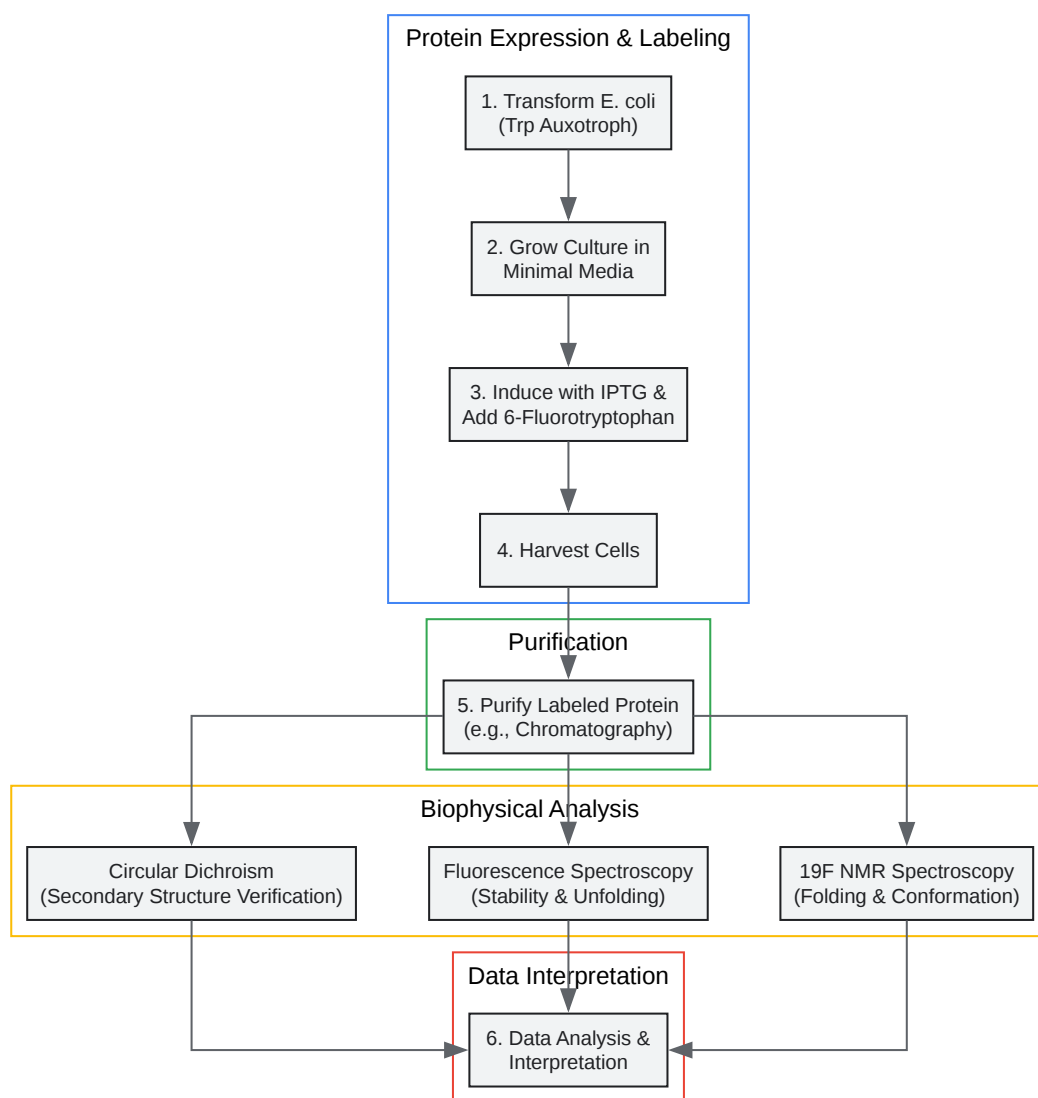 Protein Expression & Labeling
1. Transform E. coli
(Trp Auxotroph)
2. Grow Culture in
Minimal Media
3. Induce with IPTG &
Add 6-Fluorotryptophan
4. Harvest Cells
Purification
5. Purify Labeled Protein
(e.g., Chromatography)
Biophysical Analysis
Circular Dichroism
(Secondary Structure Verification)
Fluorescence Spectroscopy
(Stability & Unfolding)
19F NMR Spectroscopy
(Folding & Conformation)
Data Interpretation
6. Data Analysis &
Interpretation